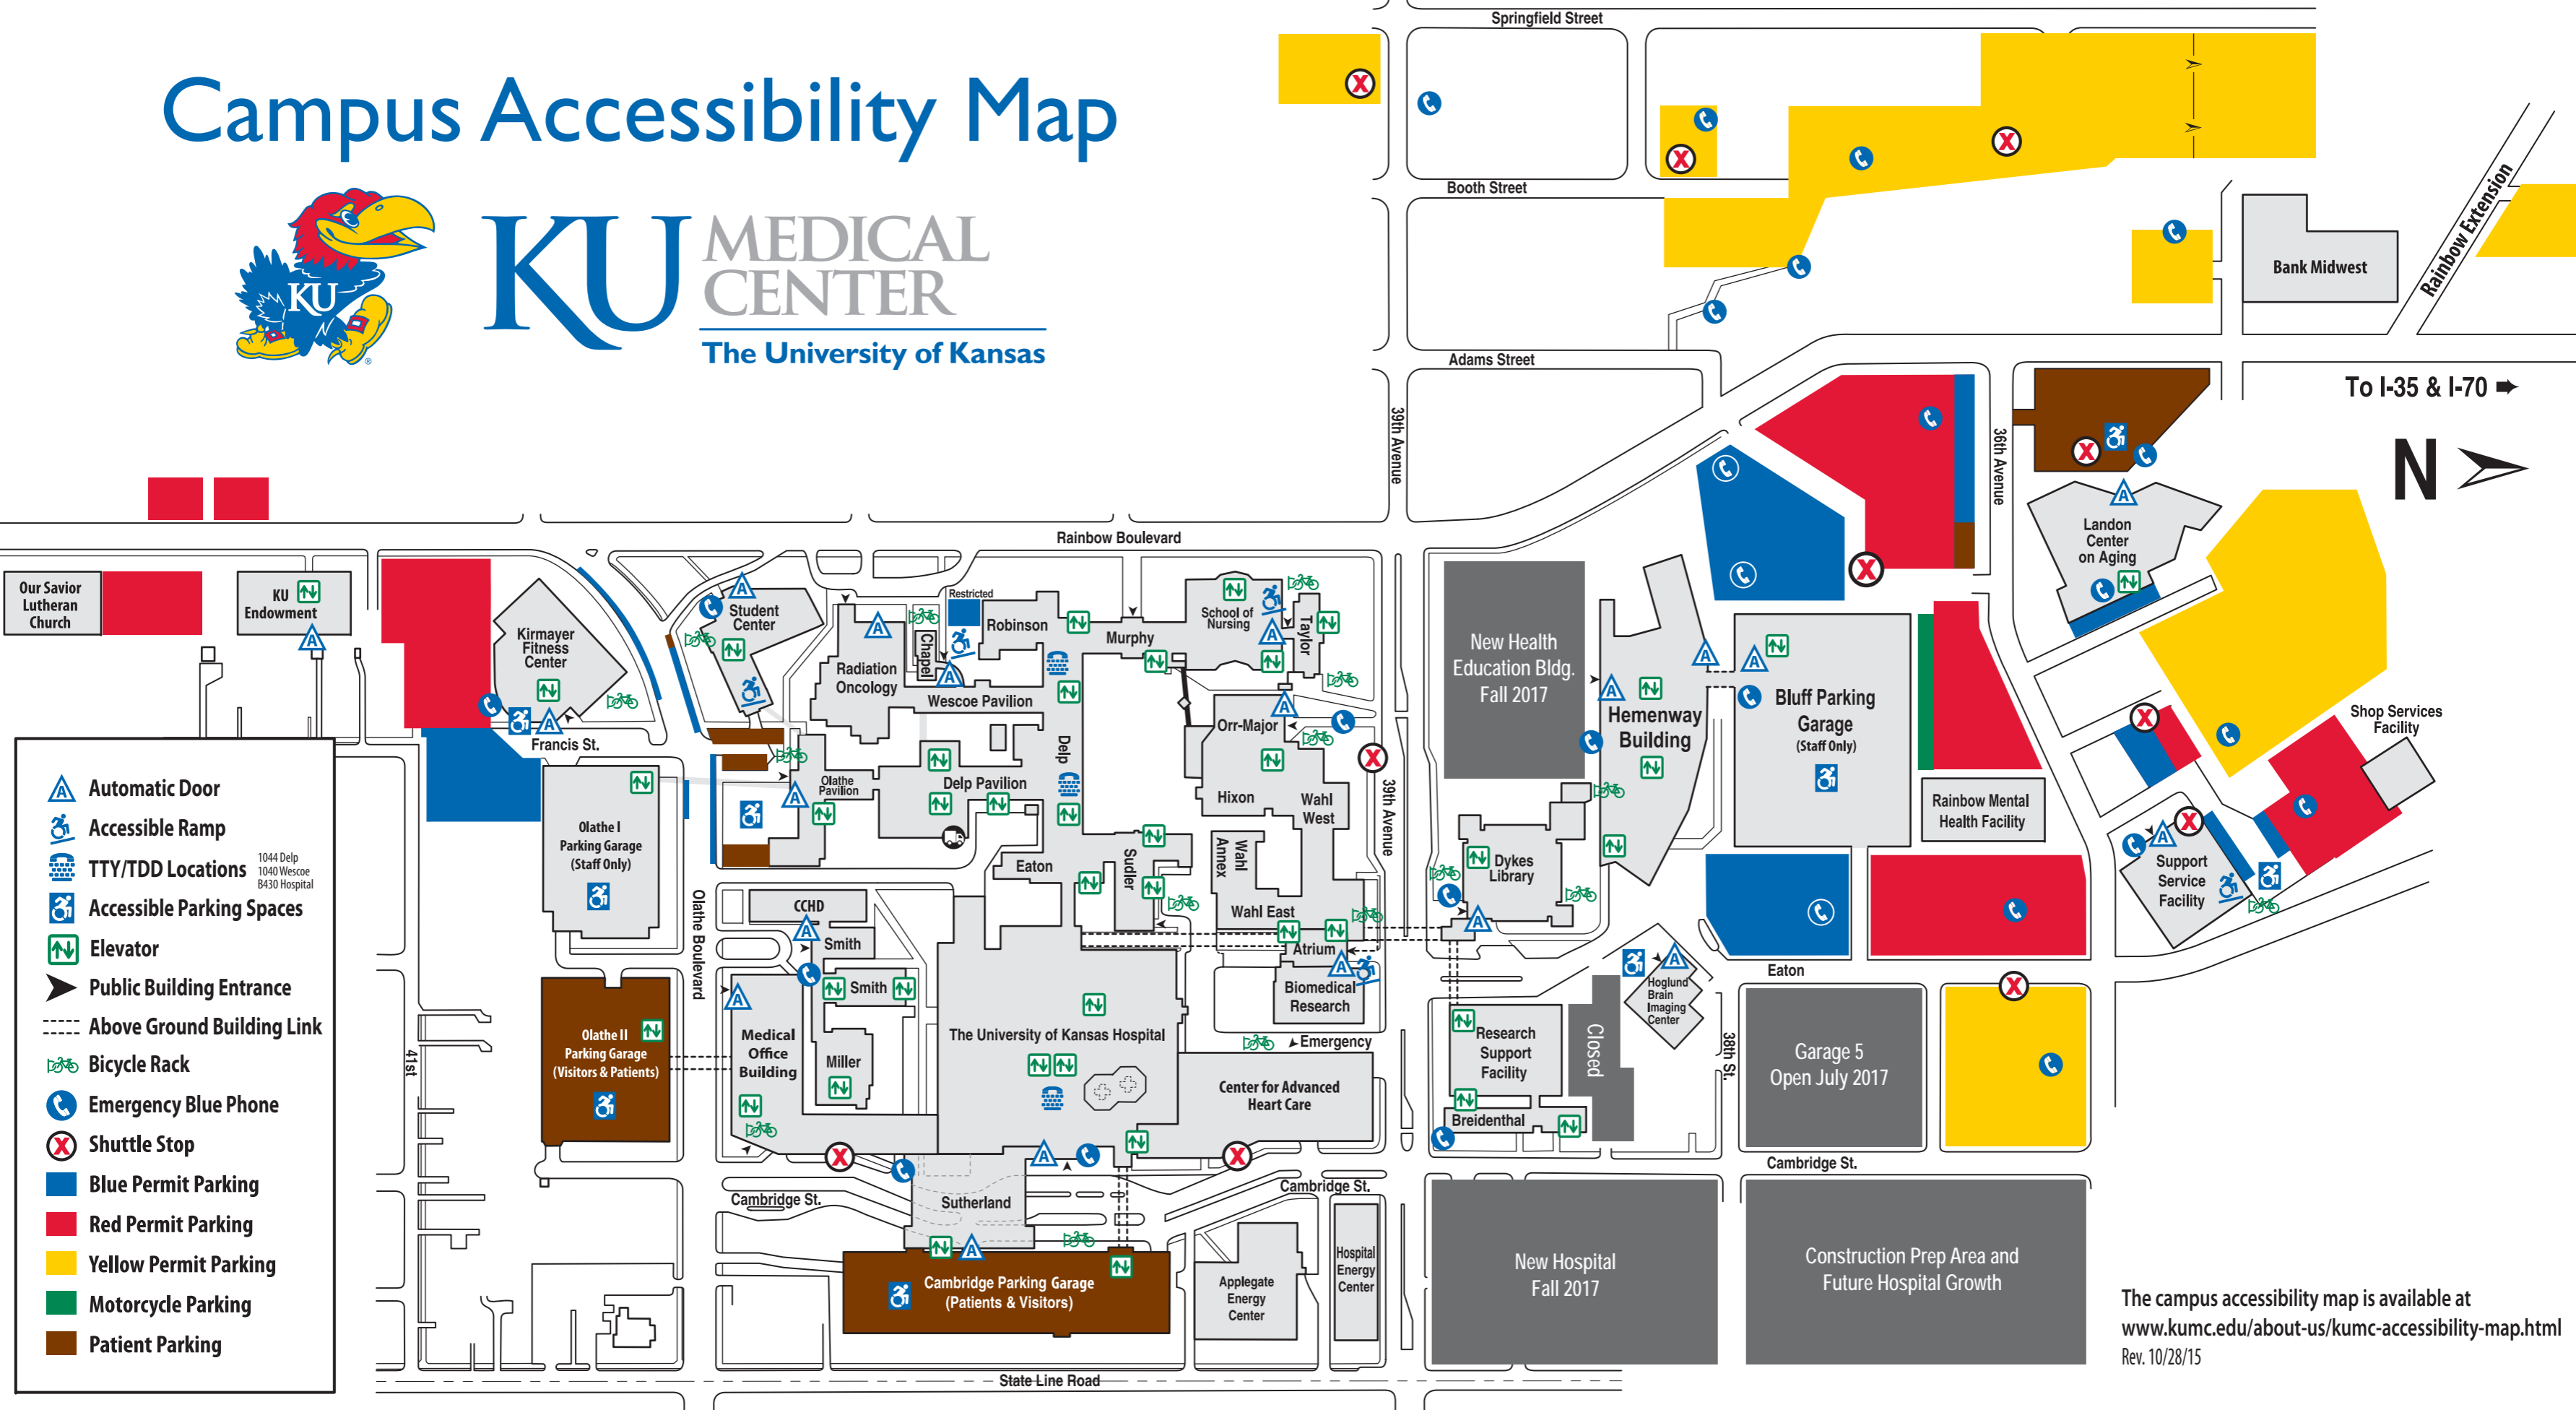 Campus Accessibility Map
KU MEDICAL
CENTER
The University of Kansas
KU
®
Springfield Street
Booth Street
Adams Street
39th Avenue
Rainbow Extension
Bank Midwest
To I-35 & I-70
N
36th Avenue
Rainbow Boulevard
Our Savior
Lutheran
Church
KU
Endowment
Kirmayer
Fitness
Center
Francis St.
Student
Center
Radiation
Oncology
Chapel
Restricted
Robinson
Wescoe Pavilion
Murphy
School of
Nursing
Taylor
Orr-Major
Hixon
Wahl
West
Wahl
Annex
Wahl East
Atrium
Biomedical
Research
Delp
Delp Pavilion
Olathe
Pavilion
Eaton
Sudler
39th Avenue
New Health
Education Bldg.
Fall 2017
Hemenway
Building
Bluff Parking
Garage
(Staff Only)
Landon
Center
on Aging
Shop Services
Facility
Rainbow Mental
Health Facility
Support
Service
Facility
Dykes
Library
Eaton
Hoglund
Brain
Imaging
Center
Closed
38th St.
Research
Support
Facility
Breidenthal
Garage 5
Open July 2017
Cambridge St.
New Hospital
Fall 2017
Construction Prep Area and
Future Hospital Growth
Olathe I
Parking Garage
(Staff Only)
Olathe Boulevard
Olathe II
Parking Garage
(Visitors & Patients)
41st
CCHD
Smith
Smith
Medical
Office
Building
Miller
The University of Kansas Hospital
Emergency
Center for Advanced
Heart Care
Cambridge St.
Sutherland
Cambridge St.
Cambridge Parking Garage
(Patients & Visitors)
Applegate
Energy
Center
Hospital
Energy
Center
State Line Road
A Automatic Door
Accessible Ramp
TTY/TDD Locations
1044 Delp
1040 Wescoe
B430 Hospital
Accessible Parking Spaces
Elevator
Public Building Entrance
Above Ground Building Link
Bicycle Rack
Emergency Blue Phone
X Shuttle Stop
Blue Permit Parking
Red Permit Parking
Yellow Permit Parking
Motorcycle Parking
Patient Parking
The campus accessibility map is available at
www.kumc.edu/about-us/kumc-accessibility-map.html
Rev. 10/28/15